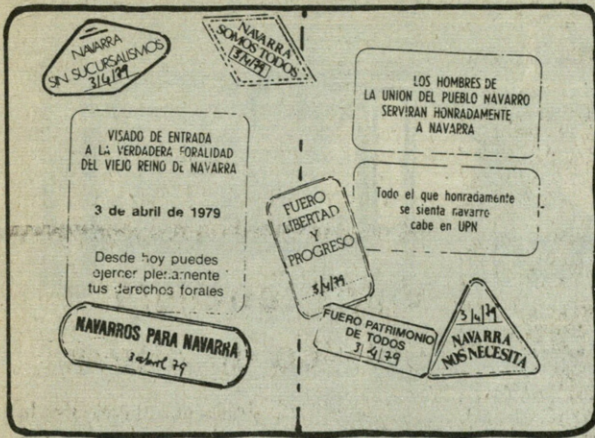 NAVARRA
SIN SUCURSALISMOS
3/4/79
NAVARRA
SOMOS TODOS
3/4/79
VISADO DE ENTRADA
A LA VERDADERA FORALIDAD
DEL VIEJO REINO DE NAVARRA
3 de abril de 1979
Desde hoy puedes
ejercer plenamente
tus derechos forales
NAVARROS PARA NAVARRA
3 abril 79
FUERO
LIBERTAD
Y
PROGRESO
3/4/79
LOS HOMBRES DE
LA UNION DEL PUEBLO NAVARRO
SERVIRAN HONRADAMENTE
A NAVARRA
Todo el que honradamente
se sienta navarro
cabe en UPN
FUERO PATRIMONIO
DE TODOS
3/4/79
3/4/79
NAVARRA
NOS NECESITA